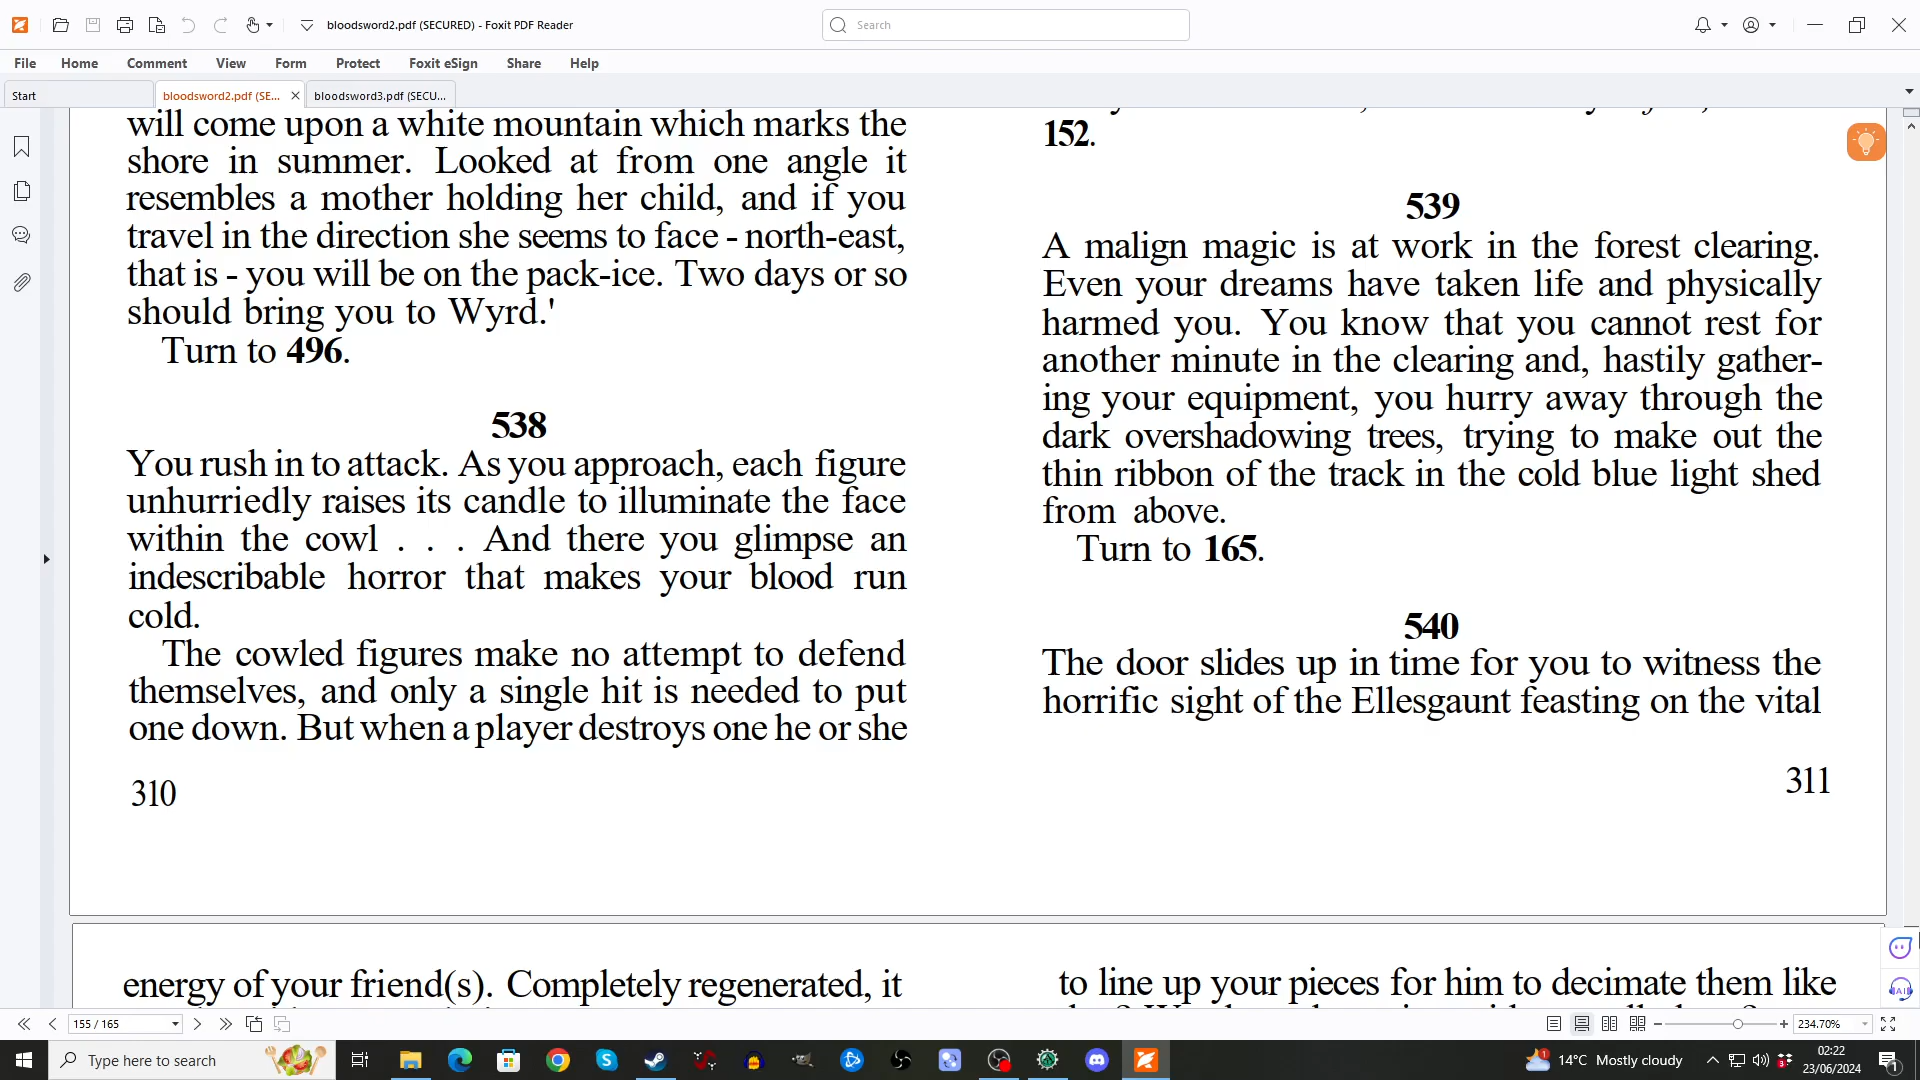 bloodsword2.pdf (SECURED) - Foxit PDF Reader
Search
File Home Comment View Form Protect Foxit eSign Share Help
Start
bloodsword2.pdf (SE...
bloodsword3.pdf (SECU...
will come upon a white mountain which marks the
shore in summer. Looked at from one angle it
resembles a mother holding her child, and if you
travel in the direction she seems to face - north-east,
that is - you will be on the pack-ice. Two days or so
should bring you to Wyrd.'
Turn to 496.
538
You rush in to attack. As you approach, each figure
unhurriedly raises its candle to illuminate the face
within the cowl . . . And there you glimpse an
indescribable horror that makes your blood run
cold.
The cowled figures make no attempt to defend
themselves, and only a single hit is needed to put
one down. But when a player destroys one he or she
310
152.
539
A malign magic is at work in the forest clearing.
Even your dreams have taken life and physically
harmed you. You know that you cannot rest for
another minute in the clearing and, hastily gather-
ing your equipment, you hurry away through the
dark overshadowing trees, trying to make out the
thin ribbon of the track in the cold blue light shed
from above.
Turn to 165.
540
The door slides up in time for you to witness the
horrific sight of the Ellesgaunt feasting on the vital
311
energy of your friend(s). Completely regenerated, it
to line up your pieces for him to decimate them like
155 / 165
234.70%
Type here to search
14°C Mostly cloudy
02:22
23/06/2024